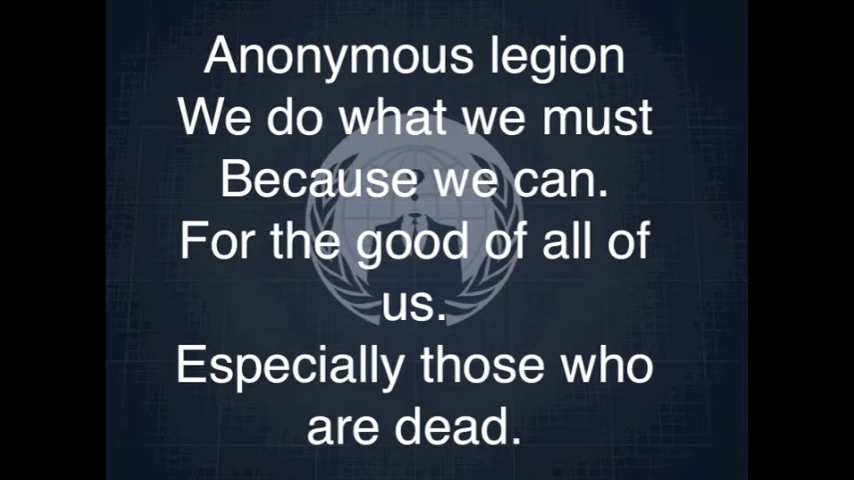 Anonymous legion
We do what we must
Because we can.
For the good of all of
us.
Especially those who
are dead.